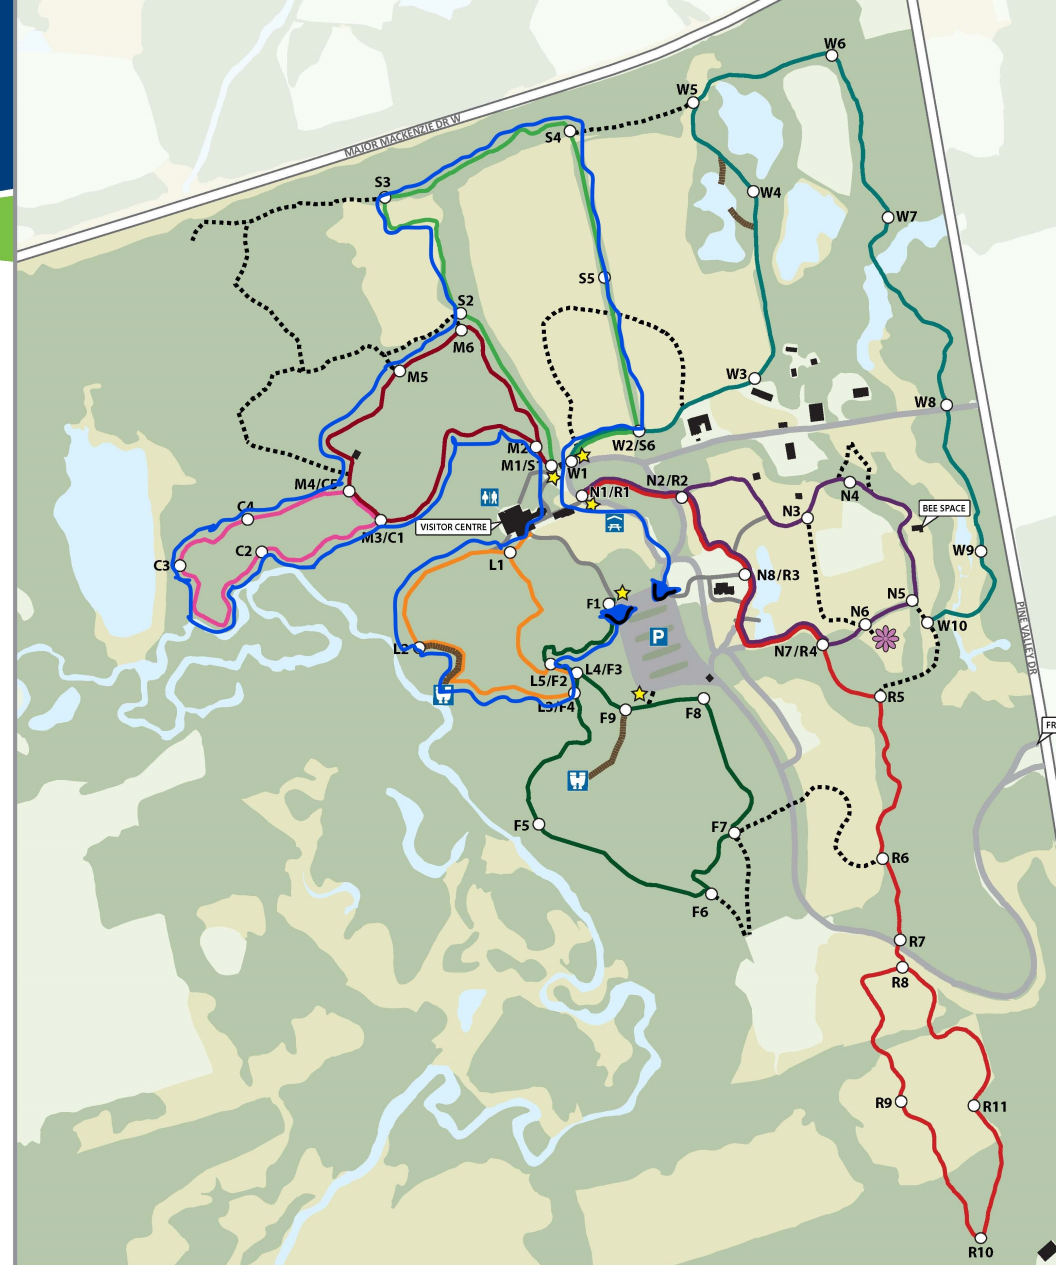 W6
W5
MAJOR MACKENZIE DR W
S4
S3
W4
W7
S5
S2
M6
M5
W3
W8
W2/S6
M2
M1/S
W1
N2/R2
M4/C
N1/R1
N4
C4
N3
BEE SPACE
VISITOR CENTRE
M3/C1
C2
W9
L1
C3
N8/R3
F1
N5
N6
W10
PINE VALLEY DR
P
L2
N7/R4
L5/F2
L4/F3
R5
L3/F4
F9
F8
FR
F5
F7
R6
F6
R7
R8
R9
R11
R10